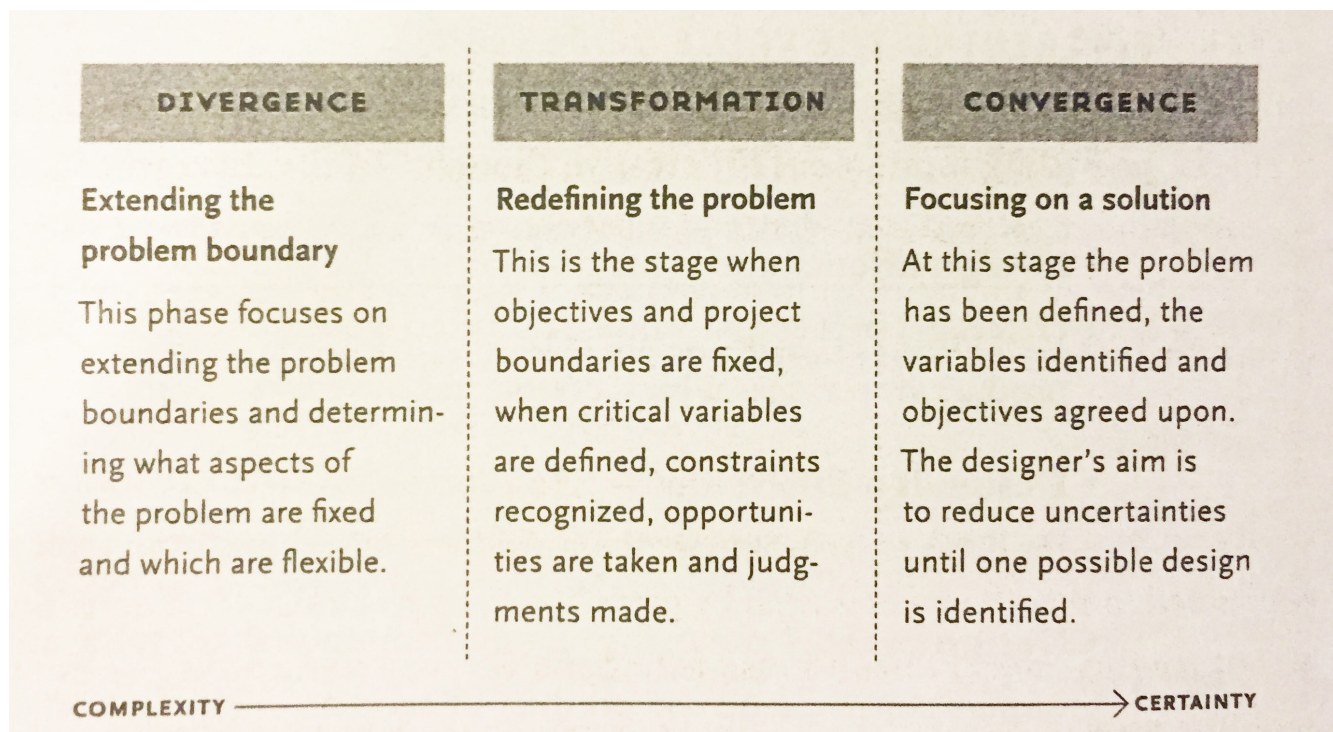 DIVERGENCE
Extending the
problem boundary
This phase focuses on
extending the problem
boundaries and determin-
ing what aspects of
the problem are fixed
and which are flexible.
TRANSFORMATION
Redefining the problem
This is the stage when
objectives and project
boundaries are fixed,
when critical variables
are defined, constraints
recognized, opportuni-
ties are taken and judg-
ments made.
CONVERGENCE
Focusing on a solution
At this stage the problem
has been defined, the
variables identified and
objectives agreed upon.
The designer's aim is
to reduce uncertainties
until one possible design
is identified.
COMPLEXITY
CERTAINTY